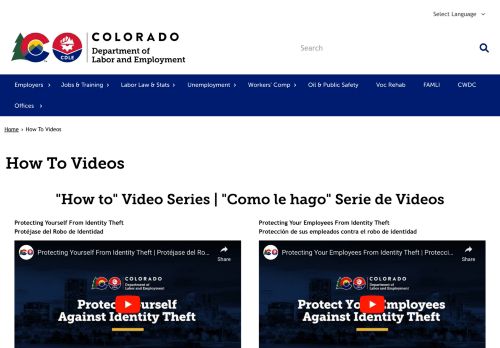 Select Language
COLORADO
Department of
Labor and Employment
CDLE
Search
Employers
Jobs & Training
Labor Law & Stats
Unemployment
Workers' Comp
Oil & Public Safety
Voc Rehab
FAMLI
CWDC
Offices
Home › How To Videos
How To Videos
"How to" Video Series | "Como le hago" Serie de Videos
Protecting Yourself From Identity Theft
Protéjase del Robo de Identidad
Protecting Yourself From Identity Theft | Protéjase del Ro...
Share
COLORADO
Department of
Labor and Employment
Protect Yourself
Against Identity Theft
Protecting Your Employees From Identity Theft
Protección de sus empleados contra el robo de identidad
Protecting Your Employees From Identity Theft | Protecci...
Share
COLORADO
Department of
Labor and Employment
Protect Your Employees
Against Identity Theft